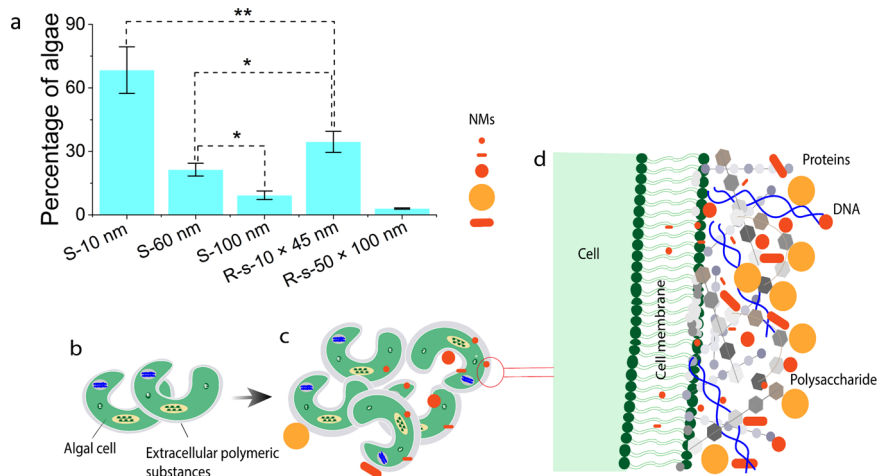 a
Percentage of algae
90
60
30
0
**
*
*
S-10 nm
S-60 nm
S-100 nm
R-s-10 × 45 nm
R-s-50 × 100 nm
NMs
b
Algal cell
Extracellular polymeric
substances
c
d
Cell
Cell membrane
Proteins
DNA
Polysaccharide